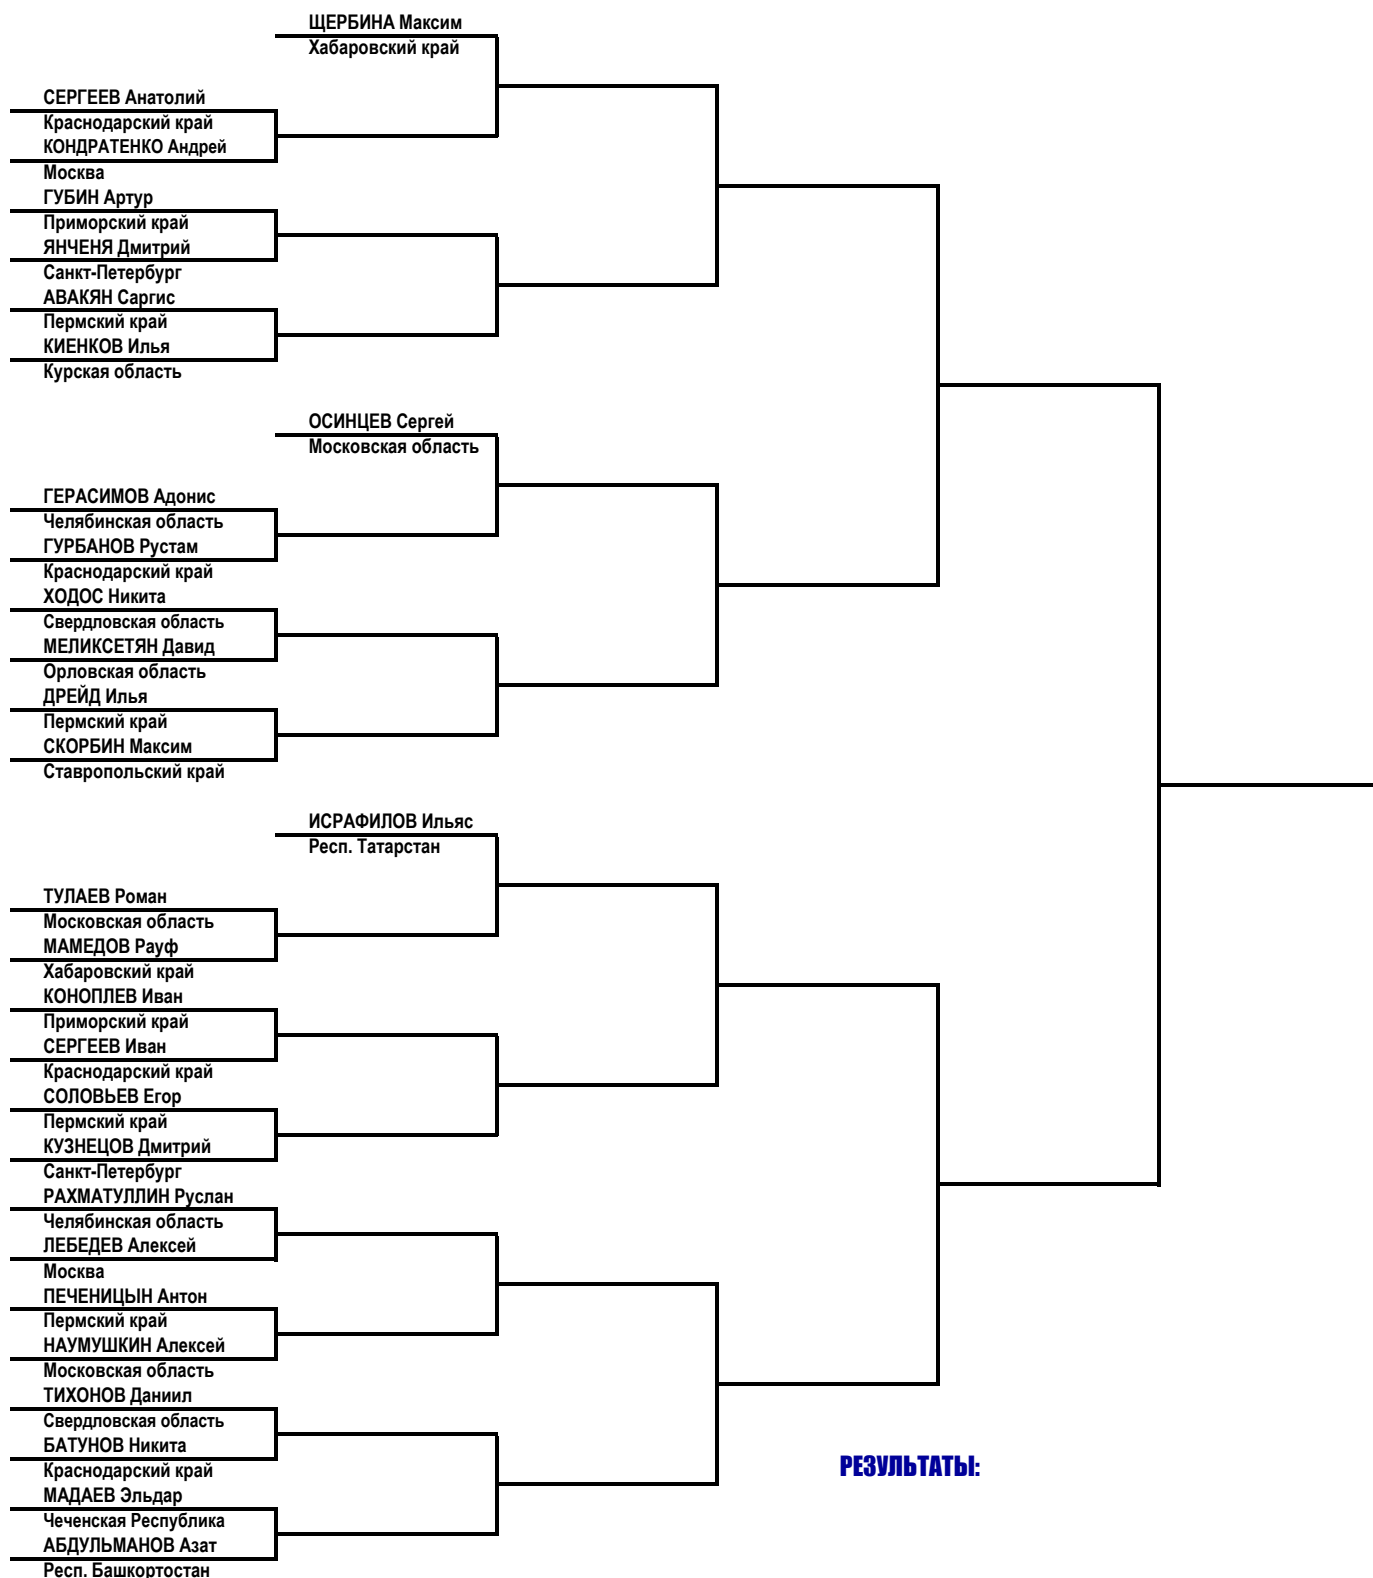 ЩЕРБИНА Максим
Хабаровский край
СЕРГЕЕВ Анатолий
Краснодарский край
КОНДРАТЕНКО Андрей
Москва
ГУБИН Артур
Приморский край
ЯНЧЕНЯ Дмитрий
Санкт-Петербург
АВАКЯН Саргис
Пермский край
КИЕНКОВ Илья
Курская область
ОСИНЦЕВ Сергей
Московская область
ГЕРАСИМОВ Адонис
Челябинская область
ГУРБАНОВ Рустам
Краснодарский край
ХОДОС Никита
Свердловская область
МЕЛИКСЕТЯН Давид
Орловская область
ДРЕЙД Илья
Пермский край
СКОРБИН Максим
Ставропольский край
ИСРАФИЛОВ Ильяс
Респ. Татарстан
ТУЛАЕВ Роман
Московская область
МАМЕДОВ Рауф
Хабаровский край
КОНОПЛЕВ Иван
Приморский край
СЕРГЕЕВ Иван
Краснодарский край
СОЛОВЬЕВ Егор
Пермский край
КУЗНЕЦОВ Дмитрий
Санкт-Петербург
РАХМАТУЛЛИН Руслан
Челябинская область
ЛЕБЕДЕВ Алексей
Москва
ПЕЧЕНИЦЫН Антон
Пермский край
НАУМУШКИН Алексей
Московская область
ТИХОНОВ Даниил
Свердловская область
БАТУНОВ Никита
РЕЗУЛЬТАТЫ:
Краснодарский край
МАДАЕВ Эльдар
Чеченская Республика
АБДУЛЬМАНОВ Азат
Респ. Башкортостан